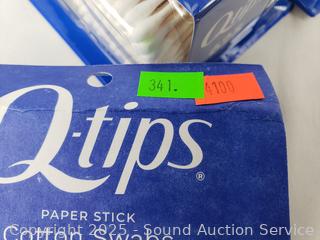 Q-t
341.
4100
Q-tips®
PAPER STICK
Cotton Swabs
Copyright 2025 - Sound Auction Service